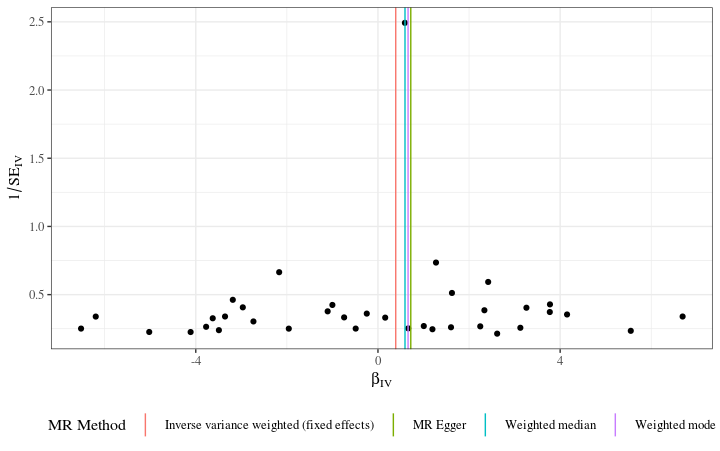 2.5
2.0
1.5
1.0
0.5
1/SE_IV
-4 0 4
β_IV
MR Method Inverse variance weighted (fixed effects) MR Egger Weighted median Weighted mode